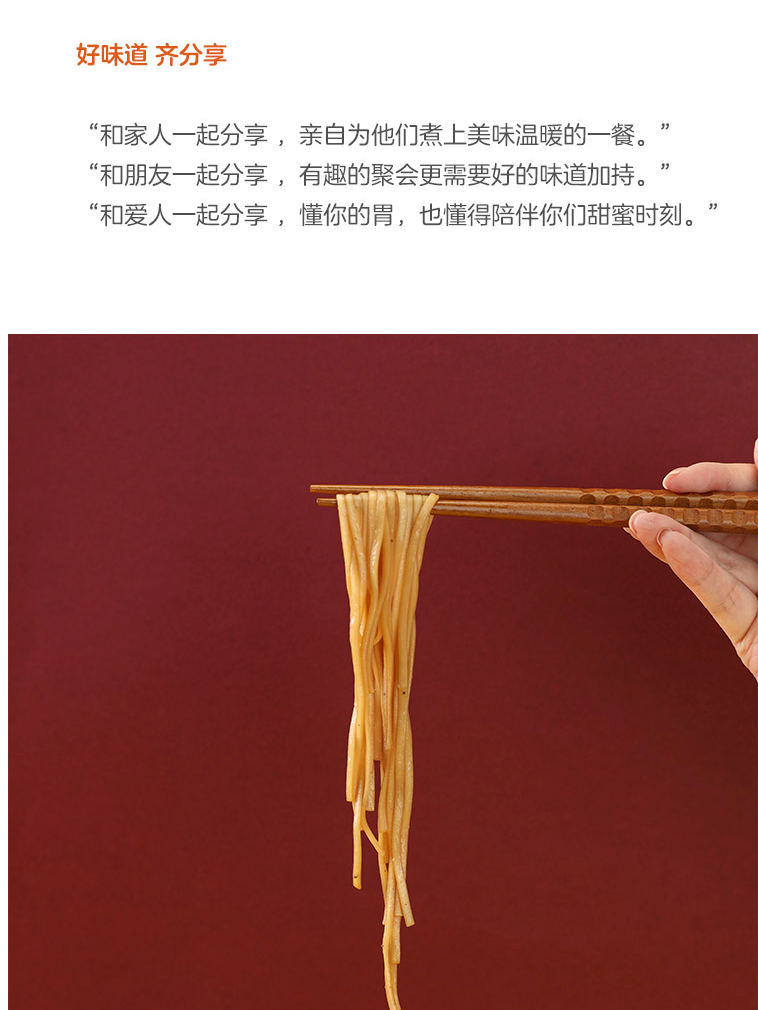 好味道 齐分享
“和家人一起分享 ，亲自为他们煮上美味温暖的一餐。”
“和朋友一起分享 ，有趣的聚会更需要好的味道加持。”
“和爱人一起分享 ，懂你的胃，也懂得陪伴你们甜蜜时刻。”